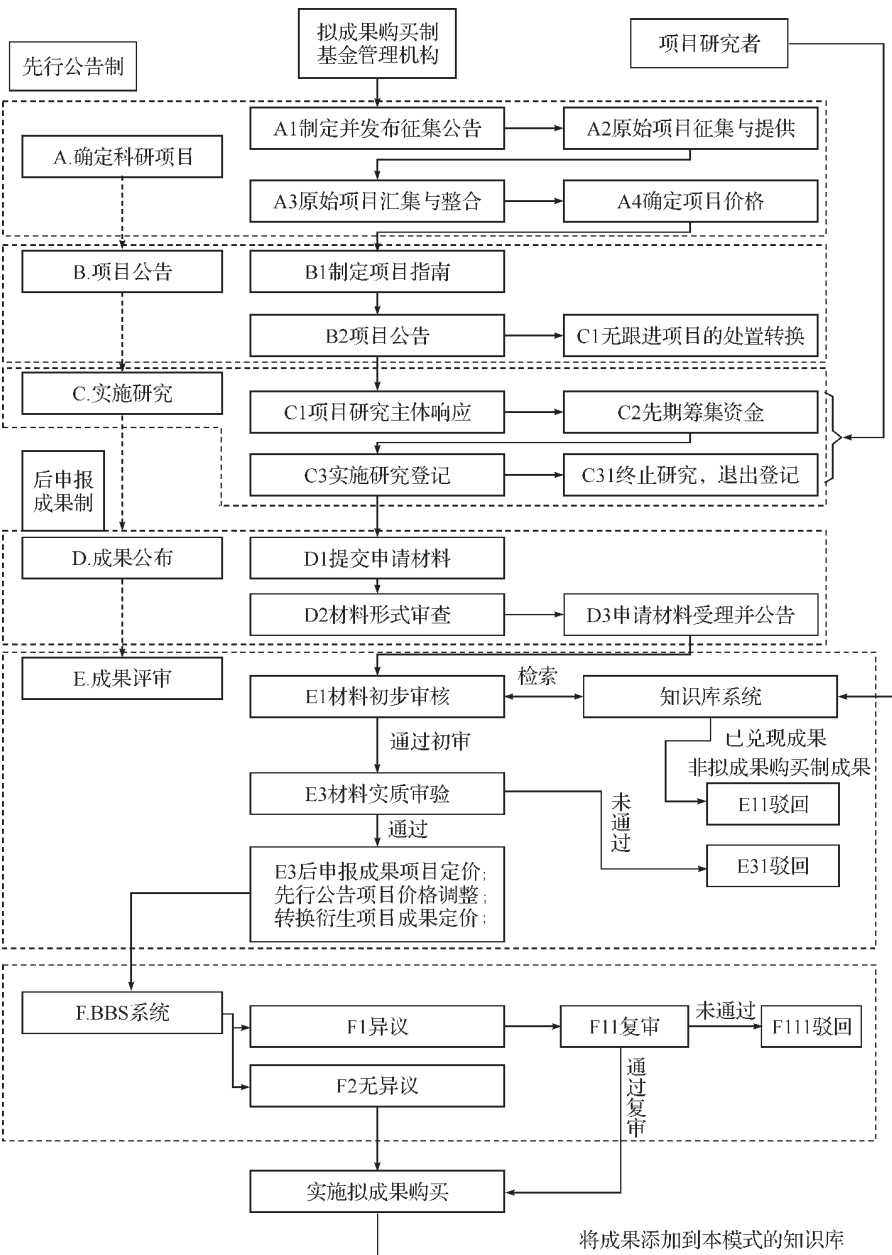 先行公告制
拟成果购买制
基金管理机构
项目研究者
A.确定科研项目
A1制定并发布征集公告
A2原始项目征集与提供
A3原始项目汇集与整合
A4确定项目价格
B.项目公告
B1制定项目指南
B2项目公告
C1无跟进项目的处置转换
C.实施研究
C1项目研究主体响应
C2先期筹集资金
后申报
成果制
C3实施研究登记
C31终止研究，退出登记
D.成果公布
D1提交申请材料
D2材料形式审查
D3申请材料受理并公告
E.成果评审
E1材料初步审核
检索
知识库系统
通过初审
已兑现成果
非拟成果购买制成果
E11驳回
E3材料实质审验
未通过
通过
E31驳回
E3后申报成果项目定价；
先行公告项目价格调整；
转换衍生项目成果定价；
F.BBS系统
F1异议
F11复审
未通过
F111驳回
F2无异议
通过复审
实施拟成果购买
将成果添加到本模式的知识库